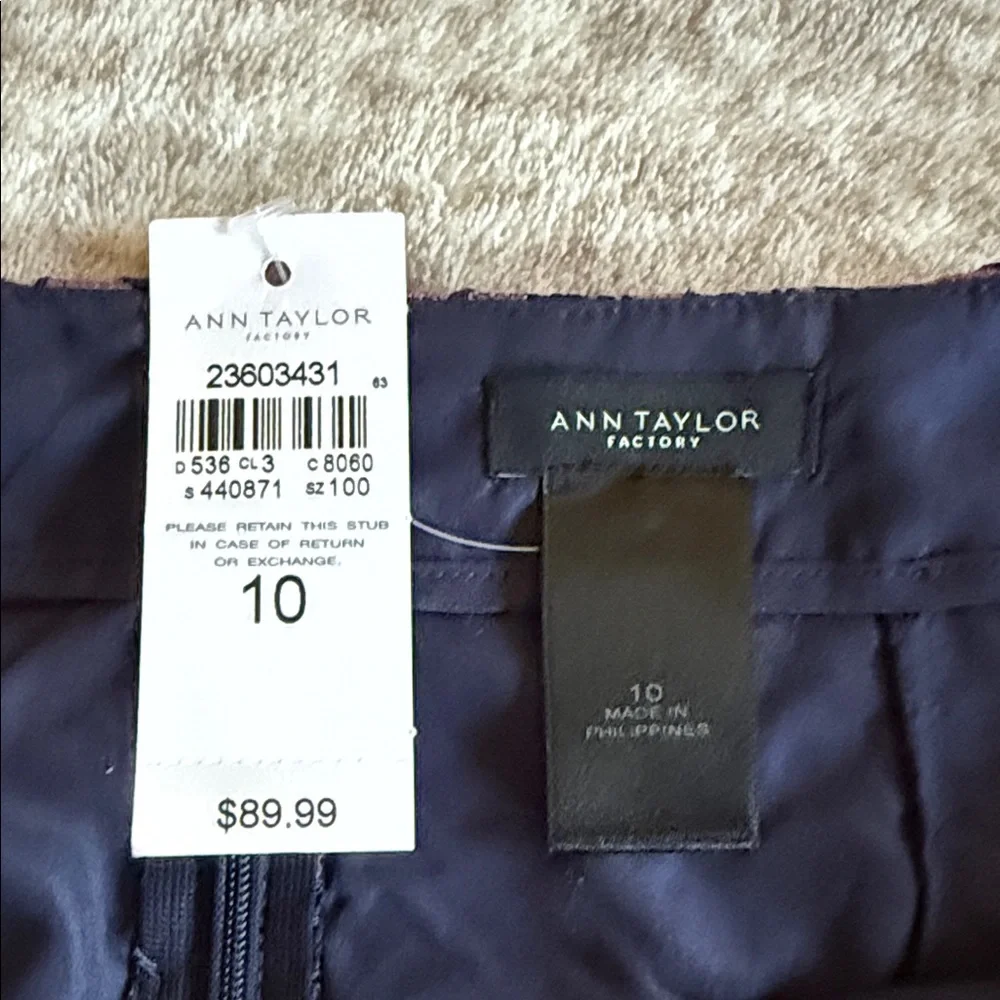 ANN TAYLOR
FACTORY
23603431 63
D 536 CL 3 C 8060
S 440871 SZ 100
PLEASE RETAIN THIS STUB
IN CASE OF RETURN
OR EXCHANGE.
10
$89.99
ANN TAYLOR
FACTORY
10
MADE IN
PHILIPPINES